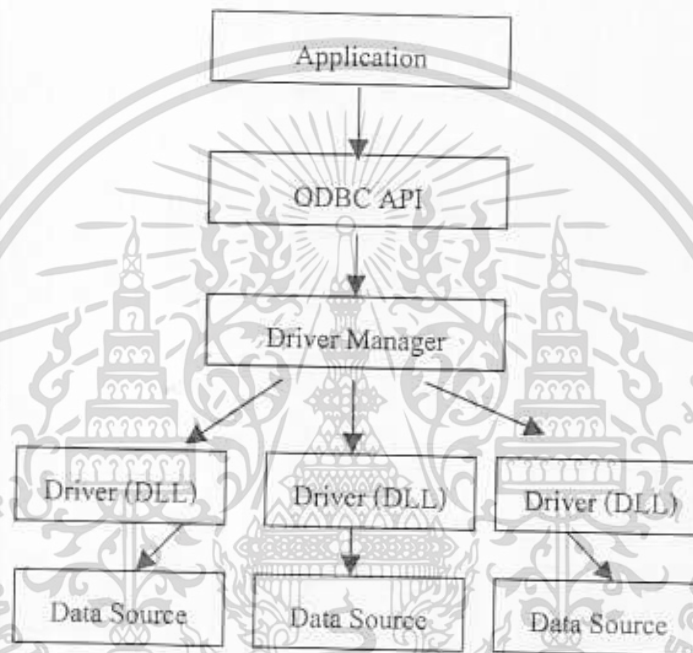 Application
ODBC API
Driver Manager
Driver (DLL)
Driver (DLL)
Driver (DLL)
Data Source
Data Source
Data Source